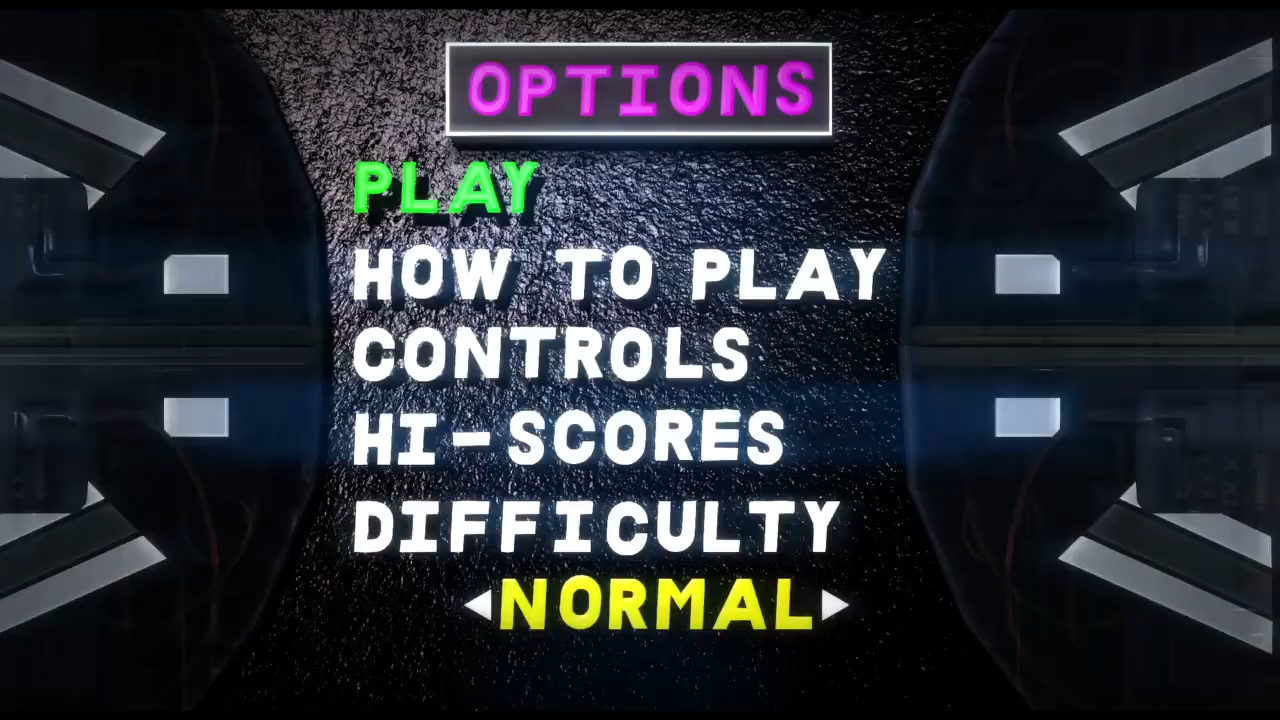 OPTIONS
PLAY
HOW TO PLAY
CONTROLS
HI-SCORES
DIFFICULTY
NORMAL